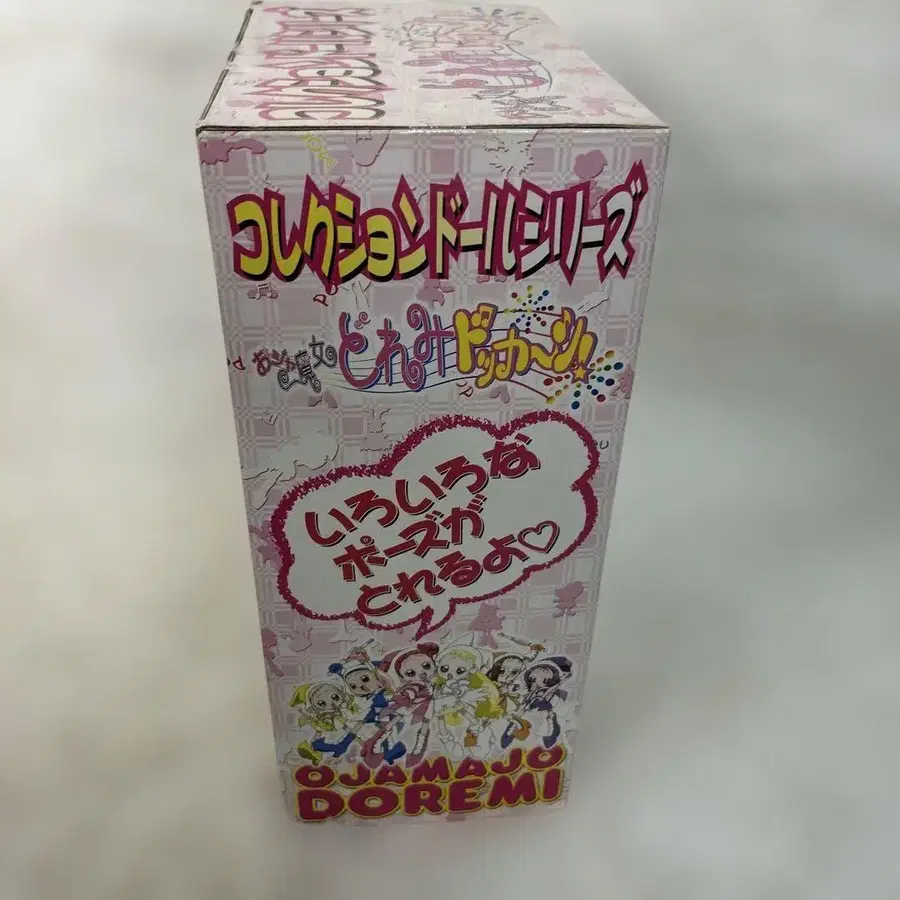 コレクションドールシリーズ
おジャ魔女の
どれみ
ドッカ〜ン!
いろいろな
ポーズが
とれるよ♡
OJAMAJO
DOREMI